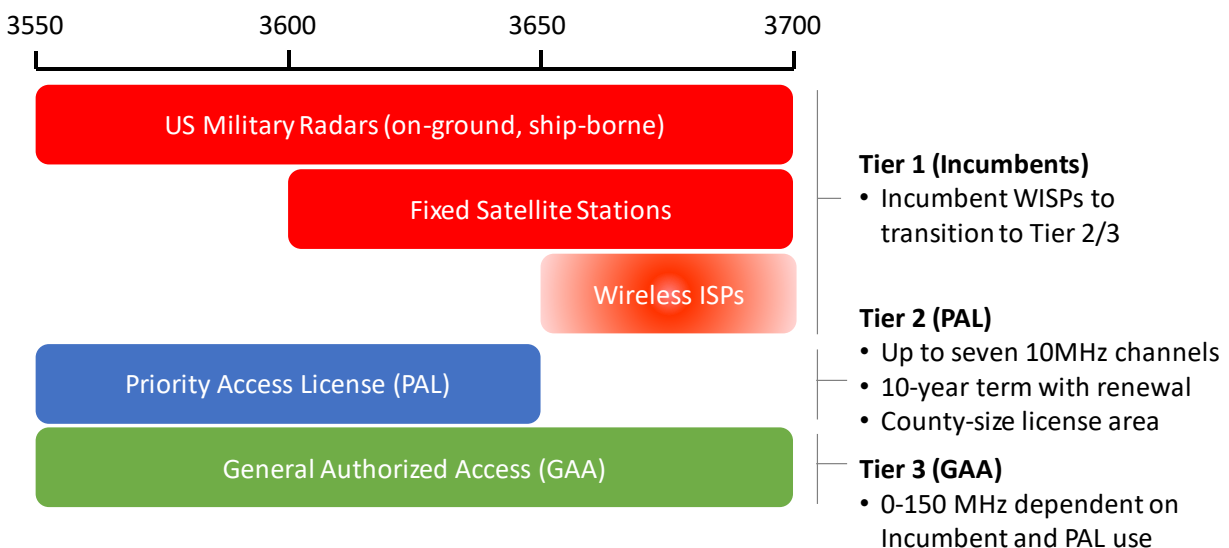 3550 3600 3650 3700
US Military Radars (on-ground, ship-borne)
Fixed Satellite Stations
Wireless ISPs
Priority Access License (PAL)
General Authorized Access (GAA)
Tier 1 (Incumbents)
• Incumbent WISPs to
transition to Tier 2/3
Tier 2 (PAL)
• Up to seven 10MHz channels
• 10-year term with renewal
• County-size license area
Tier 3 (GAA)
• 0-150 MHz dependent on
Incumbent and PAL use